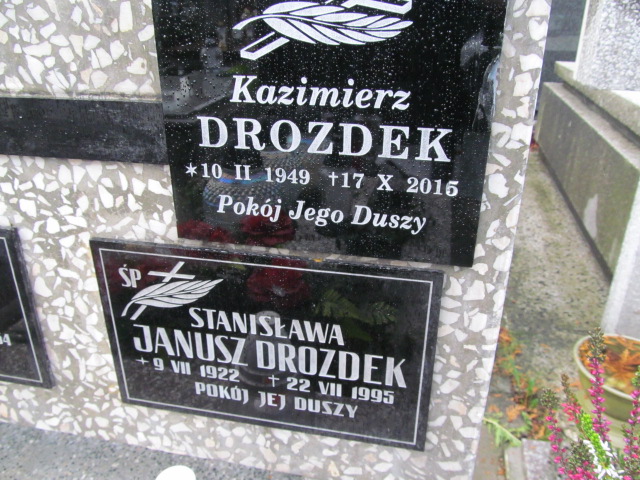 Kazimierz
DROZDEK
*10 II 1949 †17 X 2015
Pokój Jego Duszy
ŚP
STANISŁAWA
JANUSZ DROZDEK
+ 9 VII 1922 + 22 VII 1995
POKÓJ JEJ DUSZY